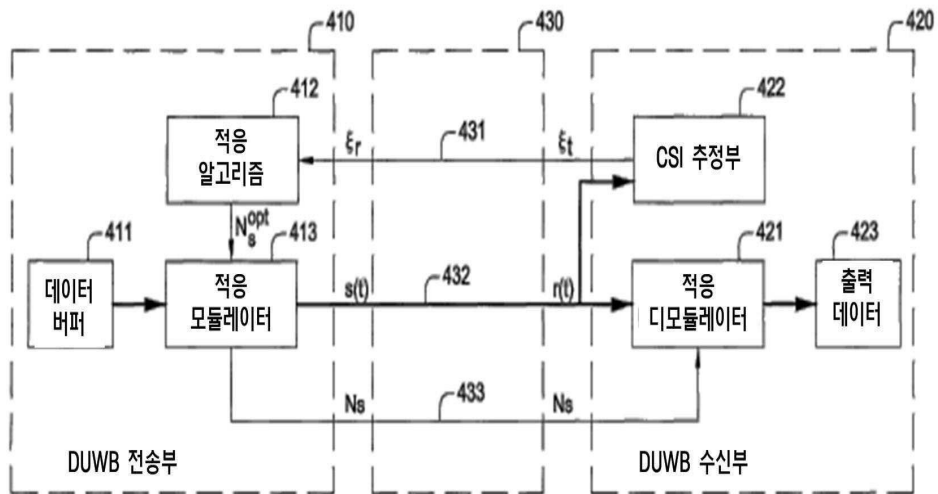 410
430
420
412
422
적응
알고리즘
ξr
431
ξt
CSI 추정부
N_s^opt
411
413
421
423
데이터
버퍼
적응
모듈레이터
s(t)
432
r(t)
적응
디모듈레이터
출력
데이터
Ns
433
Ns
DUWB 전송부
DUWB 수신부